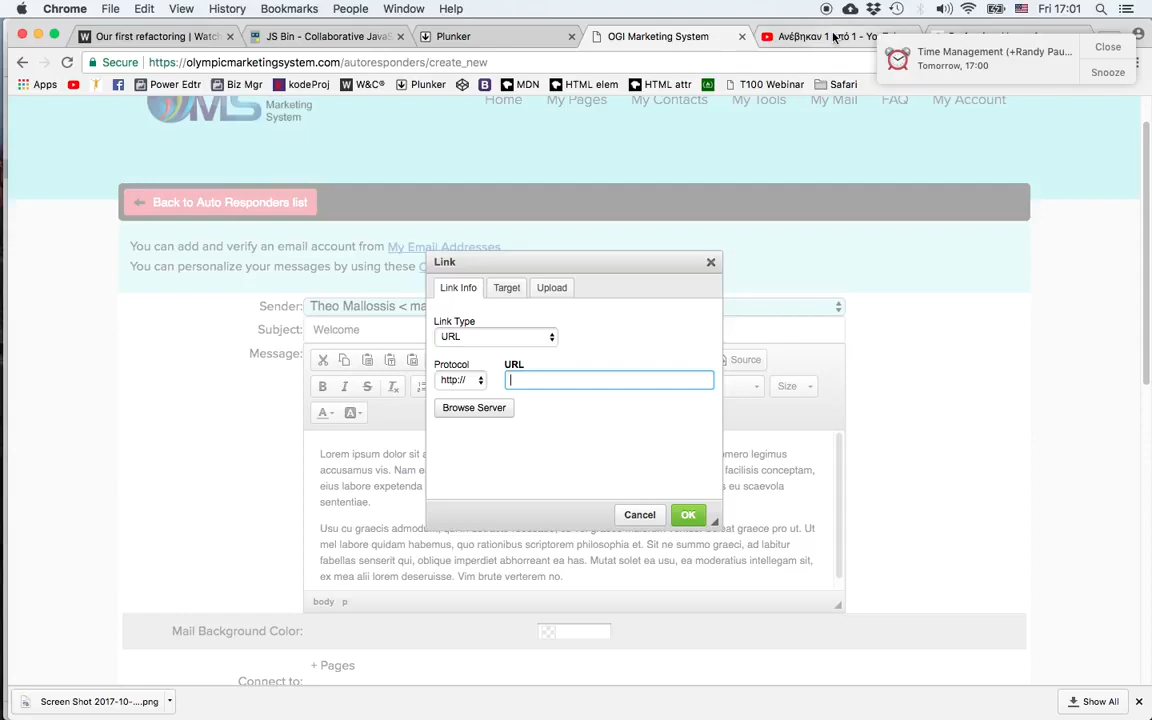 Chrome File Edit View History Bookmarks People Window Help Fri 17:01
Our first refactoring | Watch JS Bin - Collaborative JavaS Plunker OGI Marketing System Ανέβηκαν 1 από 1 - Yo
Time Management (+Randy Pau...
Close
Tomorrow, 17:00
Snooze
Secure https://olympicmarketingsystem.com/autoresponders/create_new
Apps Power Edtr Biz Mgr kodeProj W&C® Plunker MDN HTML elem HTML attr T100 Webinar Safari
OMS Marketing System
Home My Pages My Contacts My Tools My Mail FAQ My Account
Back to Auto Responders list
You can add and verify an email account from My Email Addresses
You can personalize your messages by using these
Sender: Theo Mallossis < ma
Subject: Welcome
Message:
Source
Size
Link
Link Info Target Upload
Link Type
URL
Protocol URL
http://
Browse Server
Cancel OK
Lorem ipsum dolor sit a emero legimus
accusamus vis. Nam e facilisis conceptam,
eius labore expetenda s eu scaevola
sententiae.
Usu cu graecis admodum, at graece pro ut. Ut
mel labore quidam habemus, quo rationibus scriptorem philosophia et. Sit ne summo graeci, ad labitur
fabellas senserit qui, oblique imperdiet abhorreant ea has. Mutat solet ea usu, ea moderatius intellegam sit,
ex mea alii lorem deseruisse. Vim brute verterem no.
body p
Mail Background Color:
+ Pages
Connect to:
Screen Shot 2017-10-....png
Show All